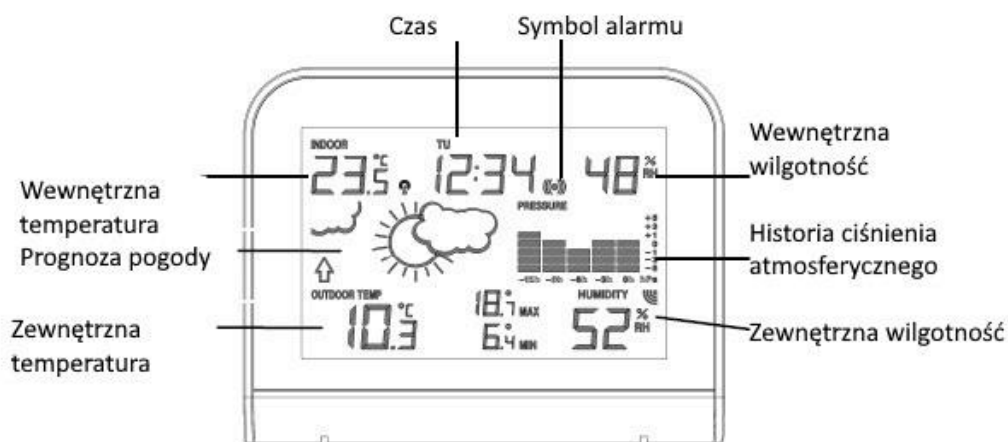 Czas
Symbol alarmu
Wewnętrzna
wilgotność
Wewnętrzna
temperatura
Prognoza pogody
Historia ciśnienia
atmosferycznego
Zewnętrzna
temperatura
Zewnętrzna wilgotność
INDOOR
TU
23.5 °C
12:34
48 % RH
PRESSURE
OUTDOOR TEMP
10.3 °C
18.7° MAX
6.4° MIN
HUMIDITY
52 % RH